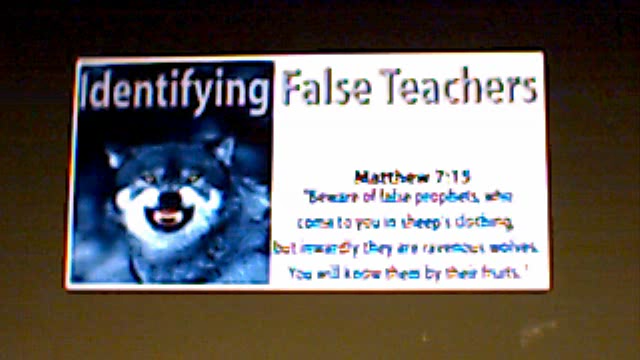 Identifying False Teachers
Matthew 7:15
"Beware of false prophets, who
come to you in sheep's clothing,
but inwardly they are ravenous wolves.
You will know them by their fruits."